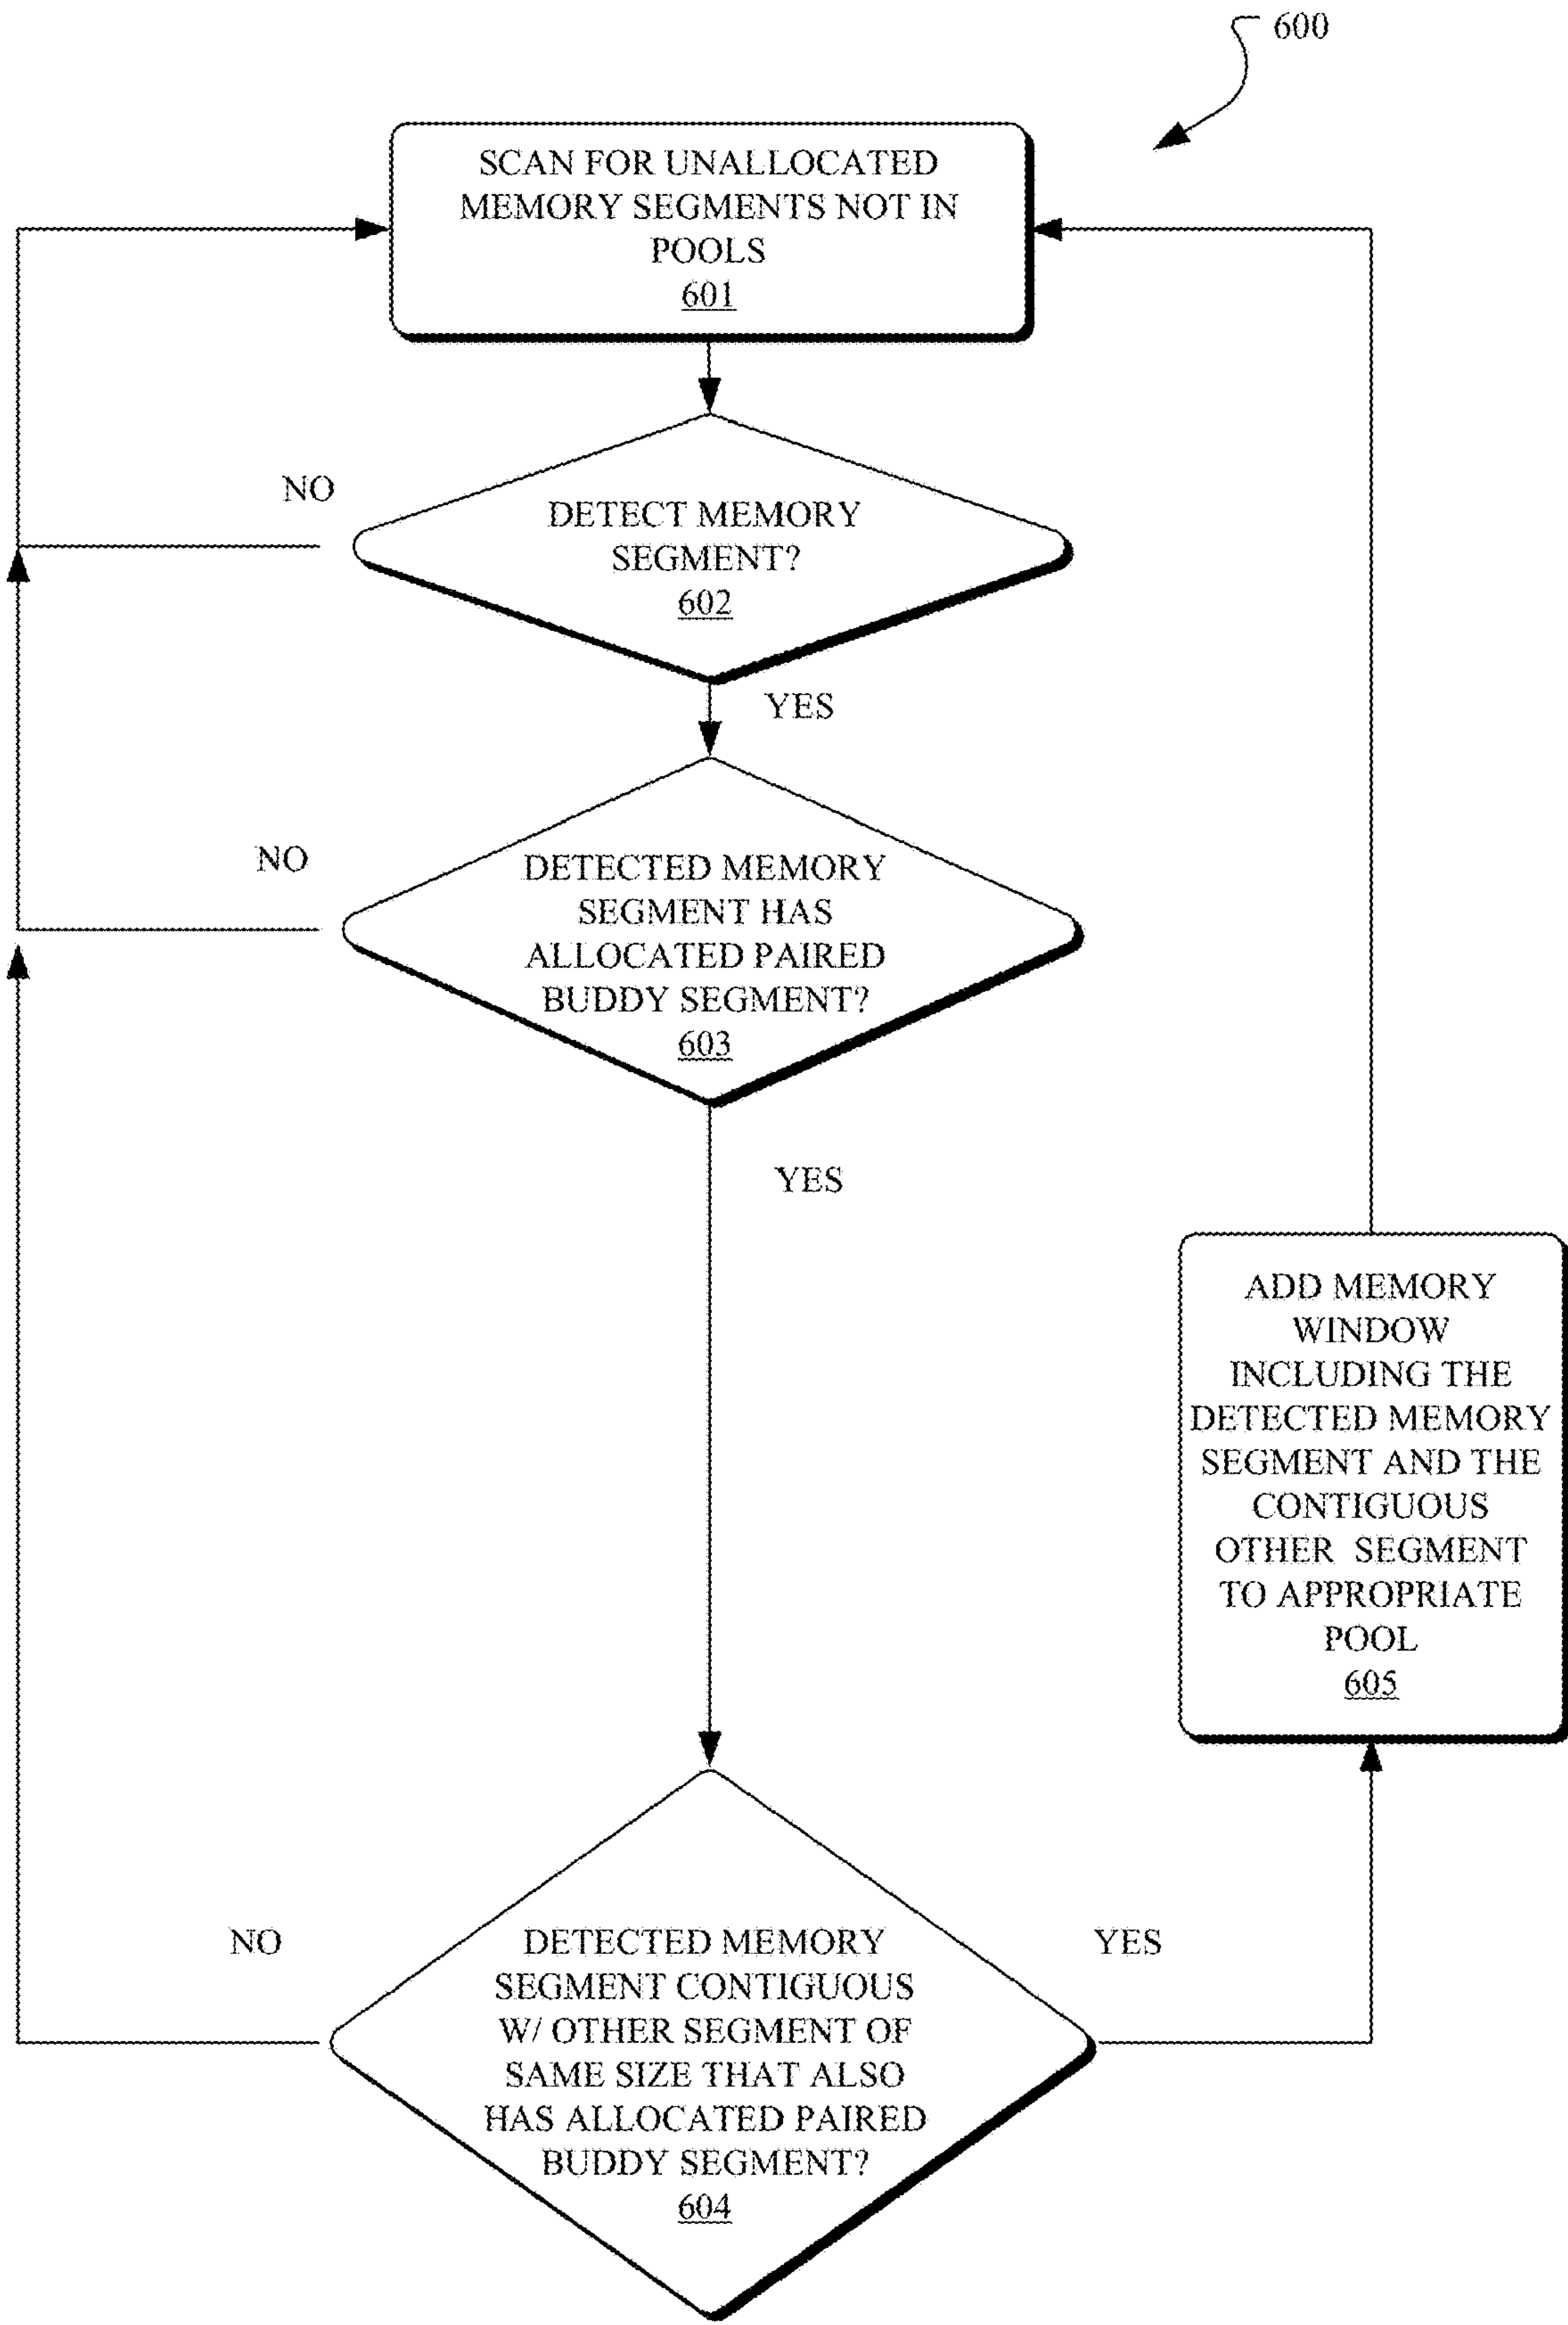 600
SCAN FOR UNALLOCATED
MEMORY SEGMENTS NOT IN
POOLS
601
NO
DETECT MEMORY
SEGMENT?
602
YES
NO
DETECTED MEMORY
SEGMENT HAS
ALLOCATED PAIRED
BUDDY SEGMENT?
603
YES
ADD MEMORY
WINDOW
INCLUDING THE
DETECTED MEMORY
SEGMENT AND THE
CONTIGUOUS
OTHER SEGMENT
TO APPROPRIATE
POOL
605
NO
DETECTED MEMORY
SEGMENT CONTIGUOUS
W/ OTHER SEGMENT OF
SAME SIZE THAT ALSO
HAS ALLOCATED PAIRED
BUDDY SEGMENT?
604
YES